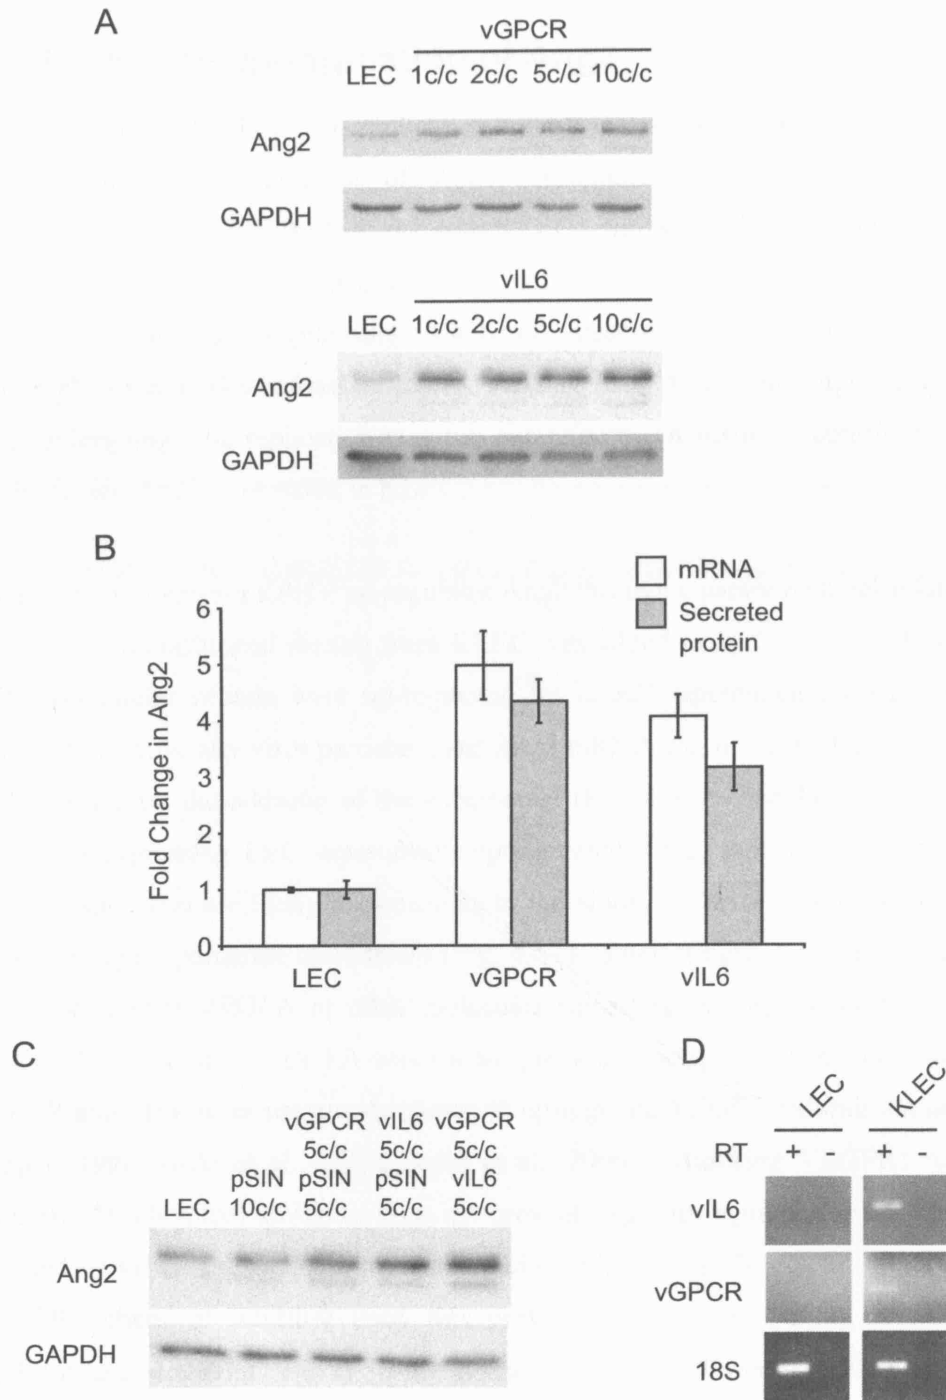 A
vGPCR
LEC 1c/c 2c/c 5c/c 10c/c
Ang2
GAPDH
vIL6
LEC 1c/c 2c/c 5c/c 10c/c
Ang2
GAPDH
B
mRNA
Secreted
protein
Fold Change in Ang2
6
5
4
3
2
1
0
LEC vGPCR vIL6
C
vGPCR vIL6 vGPCR
5c/c 5c/c 5c/c
pSIN pSIN pSIN vIL6
LEC 10c/c 5c/c 5c/c 5c/c
Ang2
GAPDH
D
LEC KLEC
RT + - + -
vIL6
vGPCR
18S